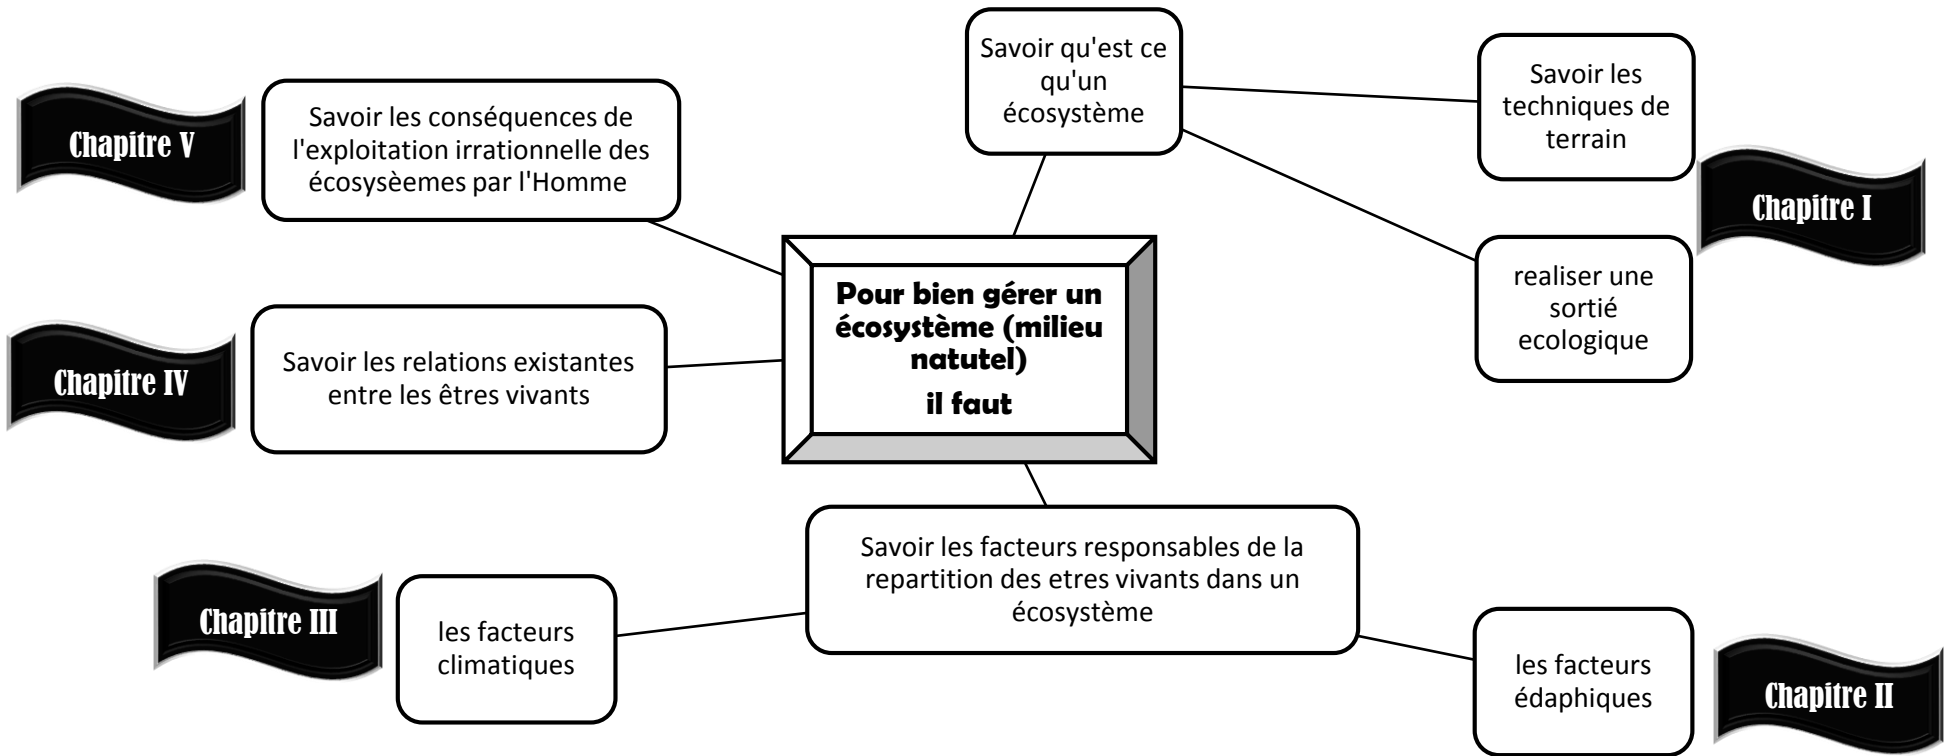 Savoir qu'est ce
qu'un
écosystème
Savoir les
techniques de
terrain
Chapitre I
realiser une
sortié
ecologique
Chapitre V
Savoir les conséquences de
l'exploitation irrationnelle des
écosysèemes par l'Homme
Pour bien gérer un
écosystème (milieu
natutel)
il faut
Chapitre IV
Savoir les relations existantes
entre les êtres vivants
Savoir les facteurs responsables de la
repartition des etres vivants dans un
écosystème
Chapitre III
les facteurs
climatiques
les facteurs
édaphiques
Chapitre II